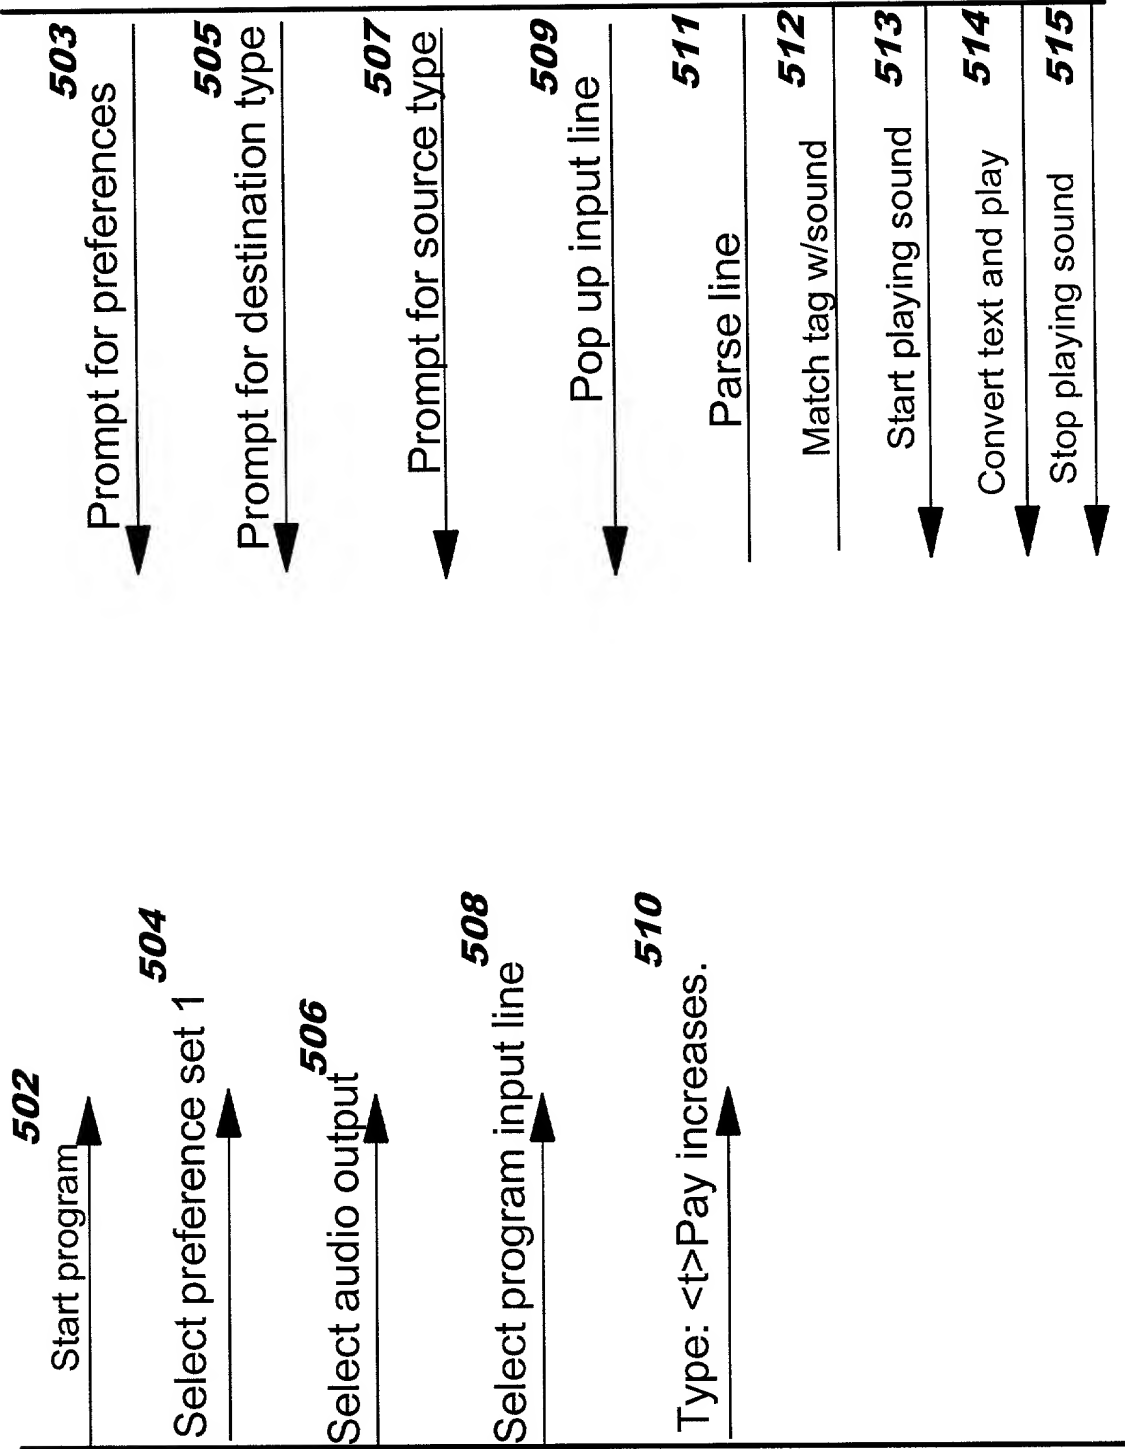 502
Start program
503
Prompt for preferences
504
Select preference set 1
505
Prompt for destination type
506
Select audio output
507
Prompt for source type
508
Select program input line
509
Pop up input line
510
Type: <t>Pay increases.
511
Parse line
512
Match tag w/sound
513
Start playing sound
514
Convert text and play
515
Stop playing sound